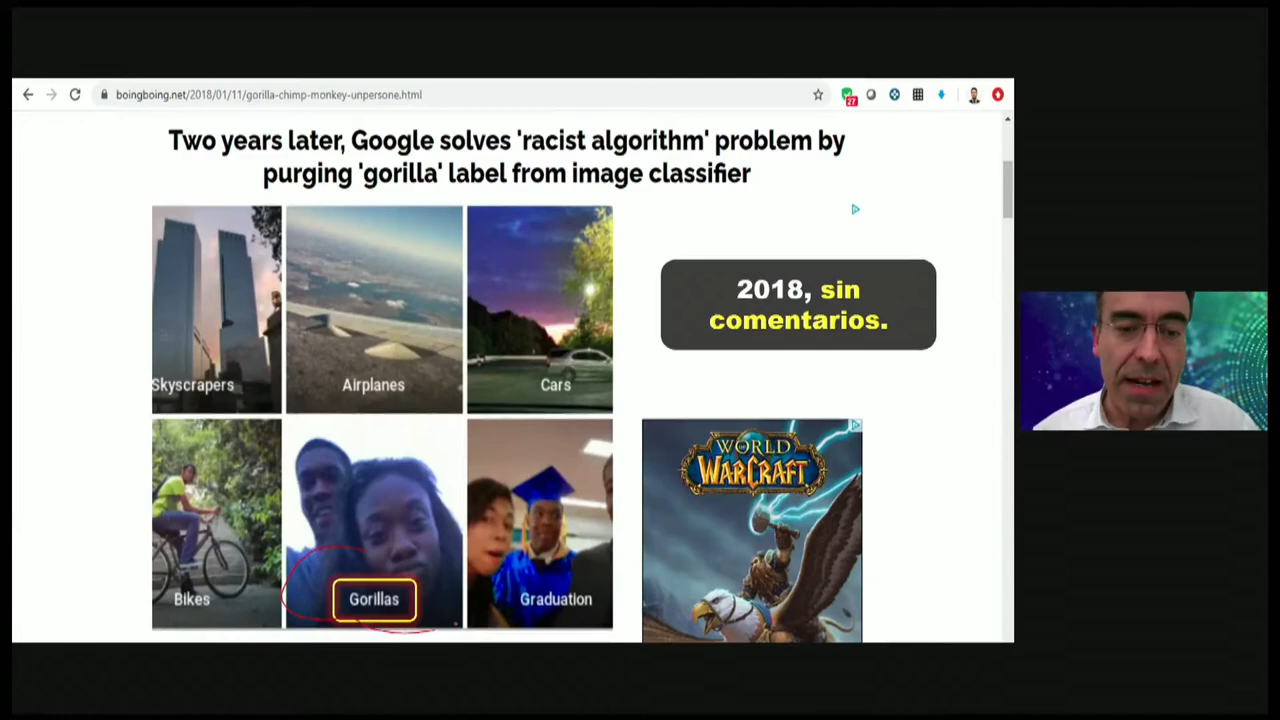 boingboing.net/2018/01/11/gorilla-chimp-monkey-unpersone.html
27
Two years later, Google solves 'racist algorithm' problem by
purging 'gorilla' label from image classifier
Skyscrapers
Airplanes
Cars
2018, sin
comentarios.
Bikes
Gorillas
Graduation
WORLD
WARCRAFT